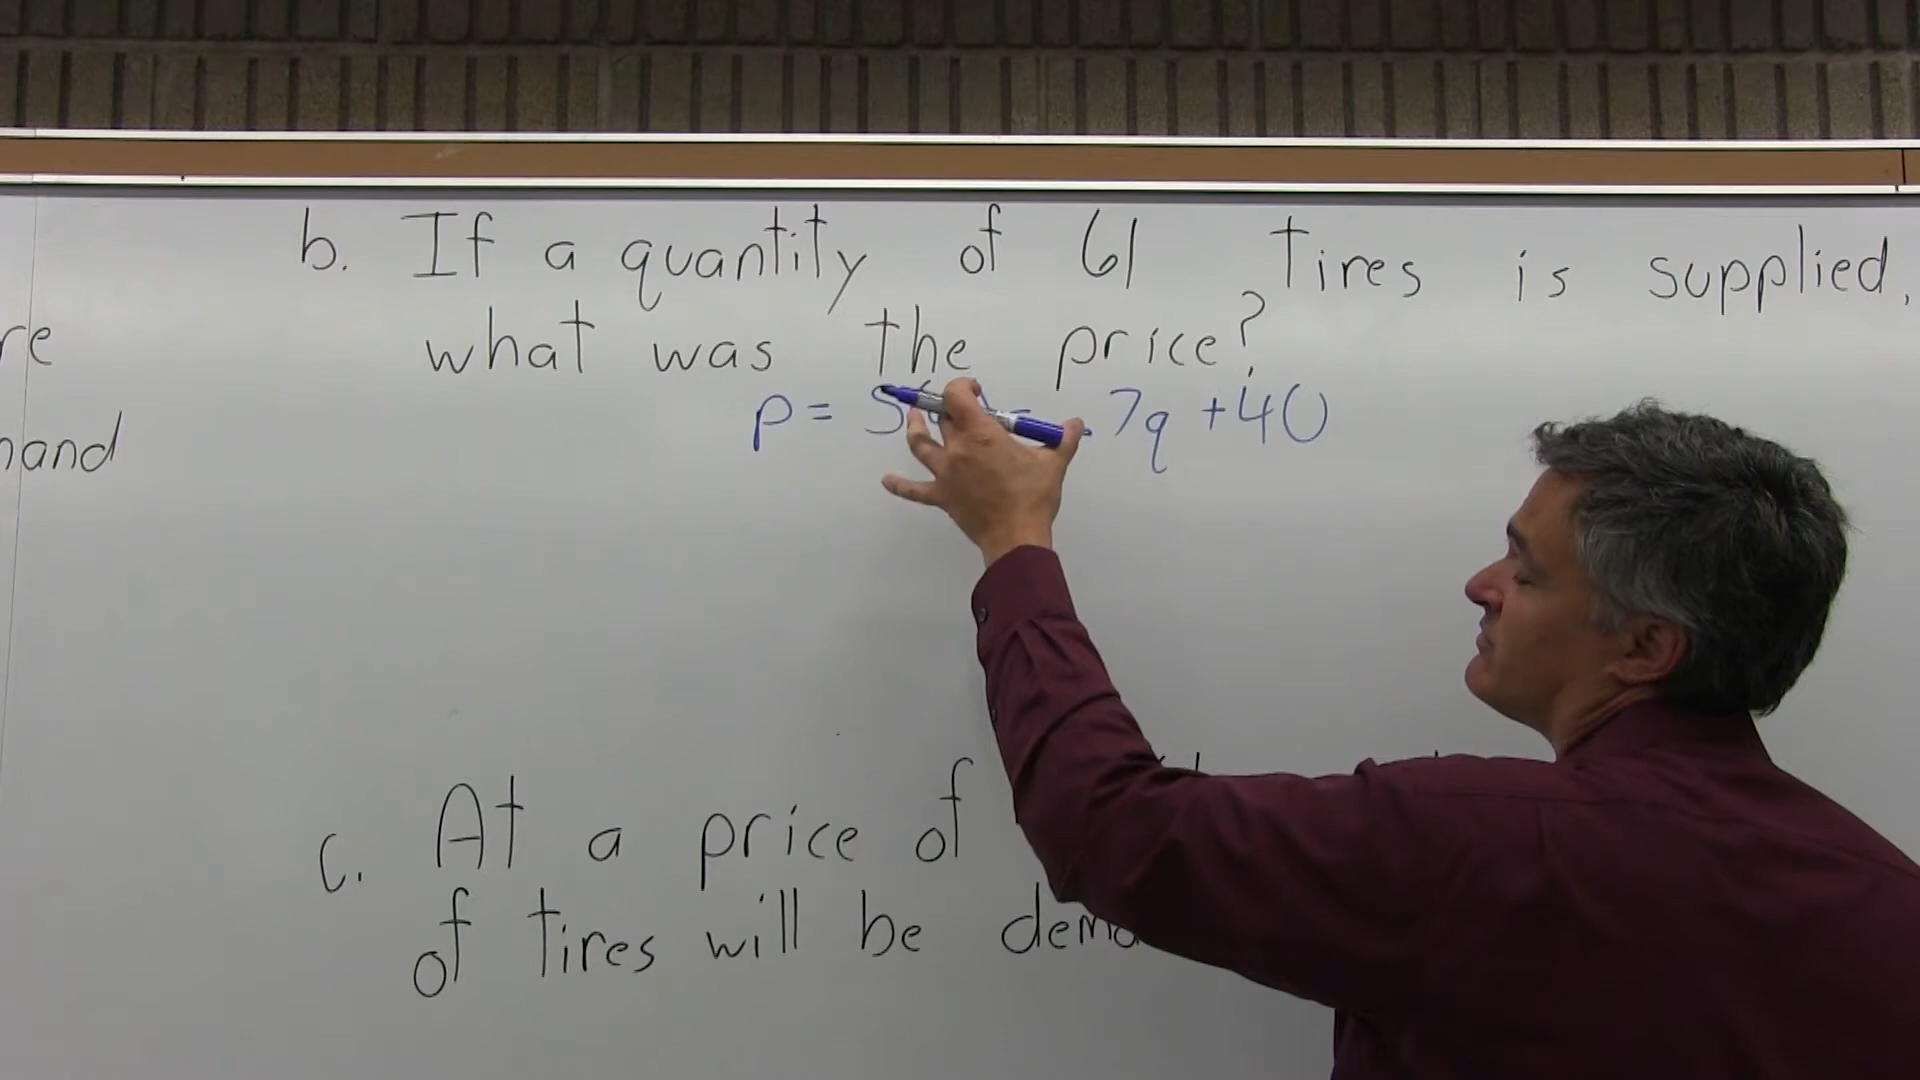 b. If a quantity of 61 tires is supplied,
what was the price?
re
p = S(q) = .7q + 40
mand
c. At a price of
of tires will be